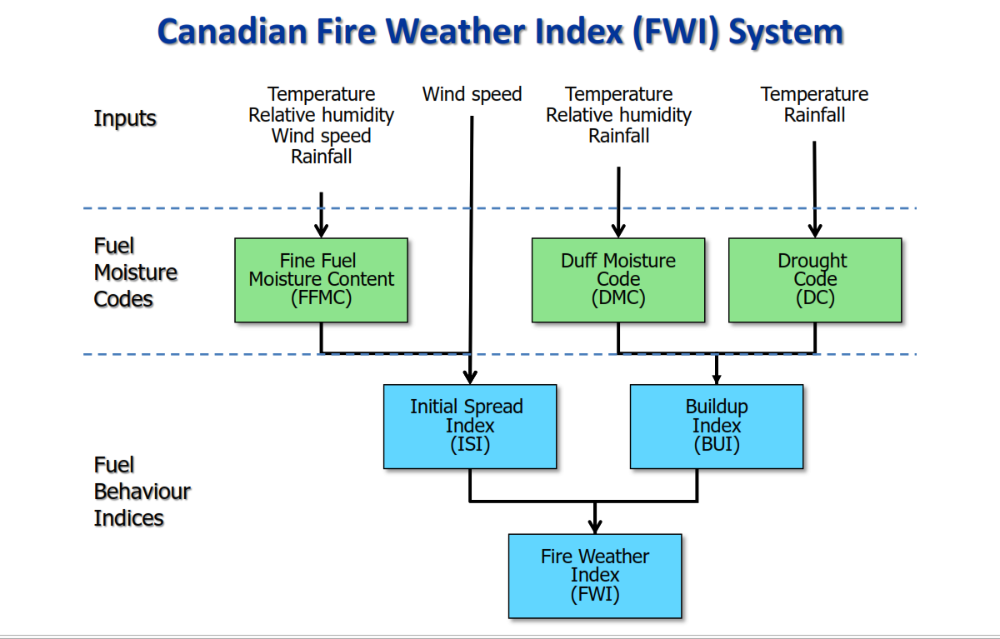 Canadian Fire Weather Index (FWI) System
Inputs
Temperature
Relative humidity
Wind speed
Rainfall
Wind speed
Temperature
Relative humidity
Rainfall
Temperature
Rainfall
Fuel
Moisture
Codes
Fine Fuel
Moisture Content
(FFMC)
Duff Moisture
Code
(DMC)
Drought
Code
(DC)
Fuel
Behaviour
Indices
Initial Spread
Index
(ISI)
Buildup
Index
(BUI)
Fire Weather
Index
(FWI)